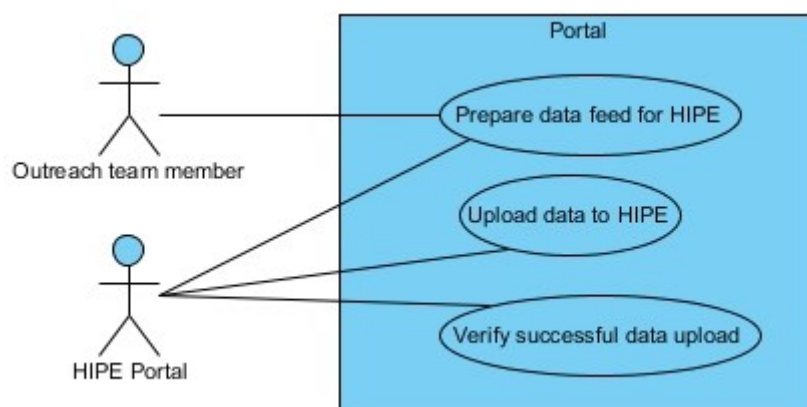 Portal
Prepare data feed for HIPE
Outreach team member
Upload data to HIPE
Verify successful data upload
HIPE Portal